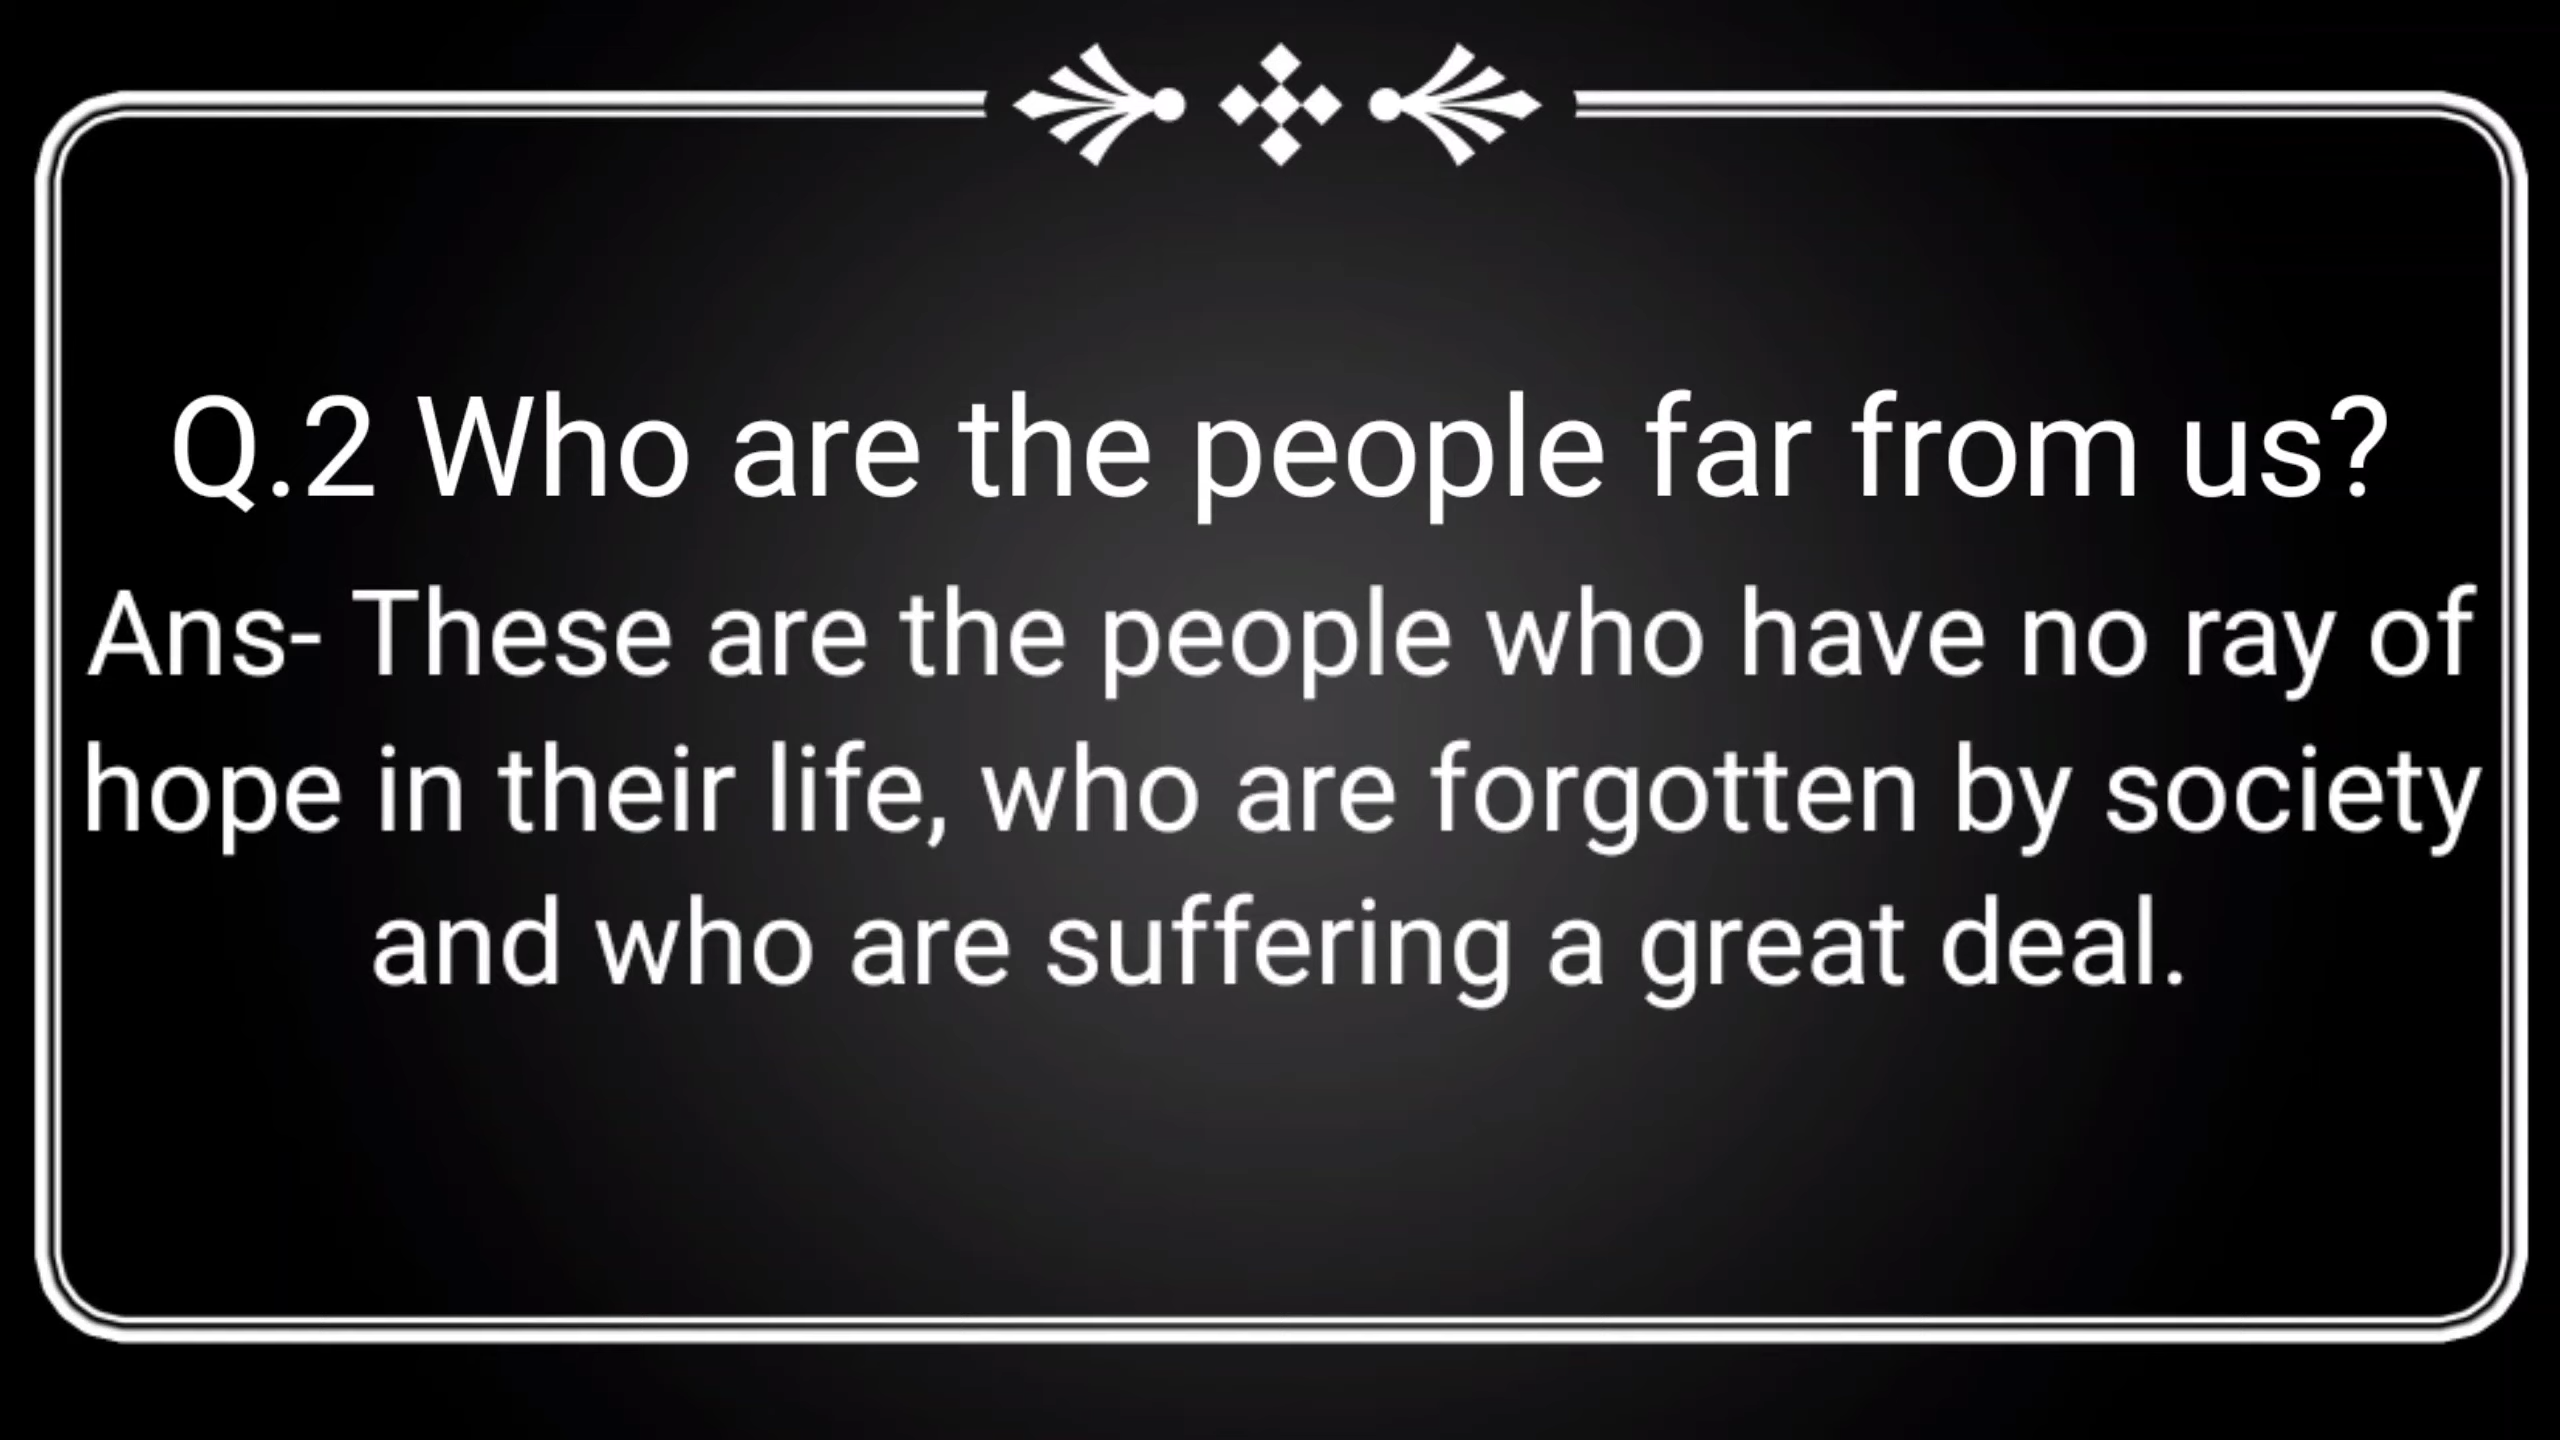 Q.2 Who are the people far from us?
Ans- These are the people who have no ray of
hope in their life, who are forgotten by society
and who are suffering a great deal.